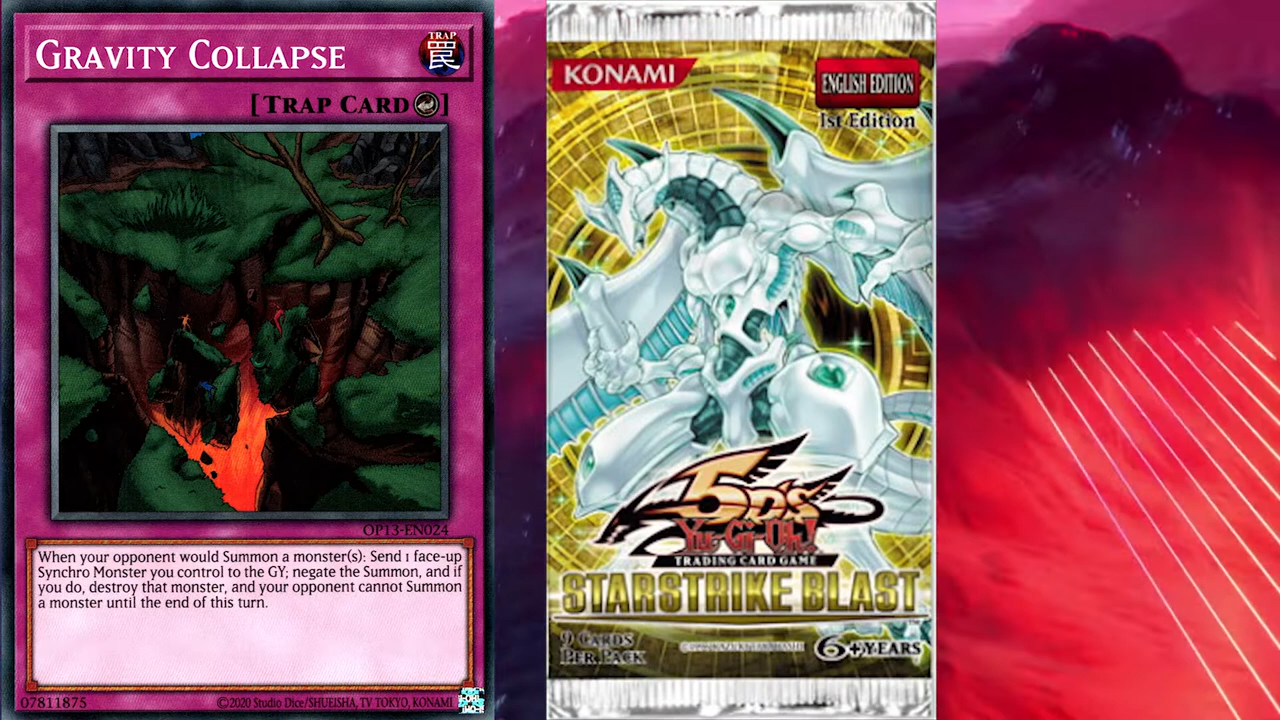 GRAVITY COLLAPSE
TRAP
罠
[TRAP CARD]
OP13-EN024
When your opponent would Summon a monster(s): Send 1 face-up
Synchro Monster you control to the GY; negate the Summon, and if
you do, destroy that monster, and your opponent cannot Summon
a monster until the end of this turn.
07811875
©2020 Studio Dice/SHUEISHA, TV TOKYO, KONAMI
KONAMI
ENGLISH EDITION
1st Edition
5D's
Yu-Gi-Oh!
TRADING CARD GAME
STARSTRIKE BLAST
9 CARDS
PER PACK
6+YEARS